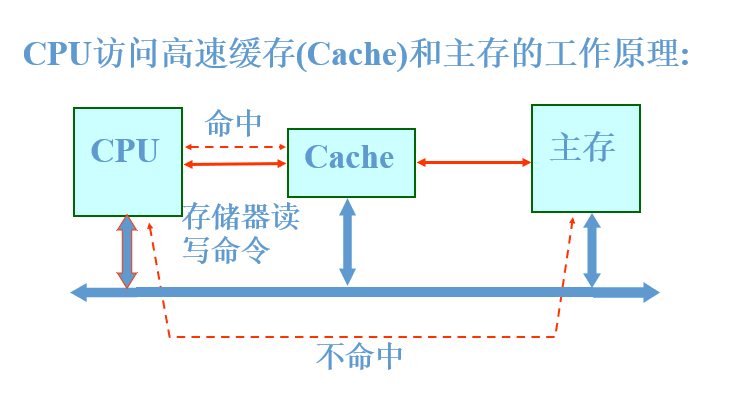 CPU访问高速缓存(Cache)和主存的工作原理:
命中
CPU
Cache
主存
存储器读
写命令
不命中